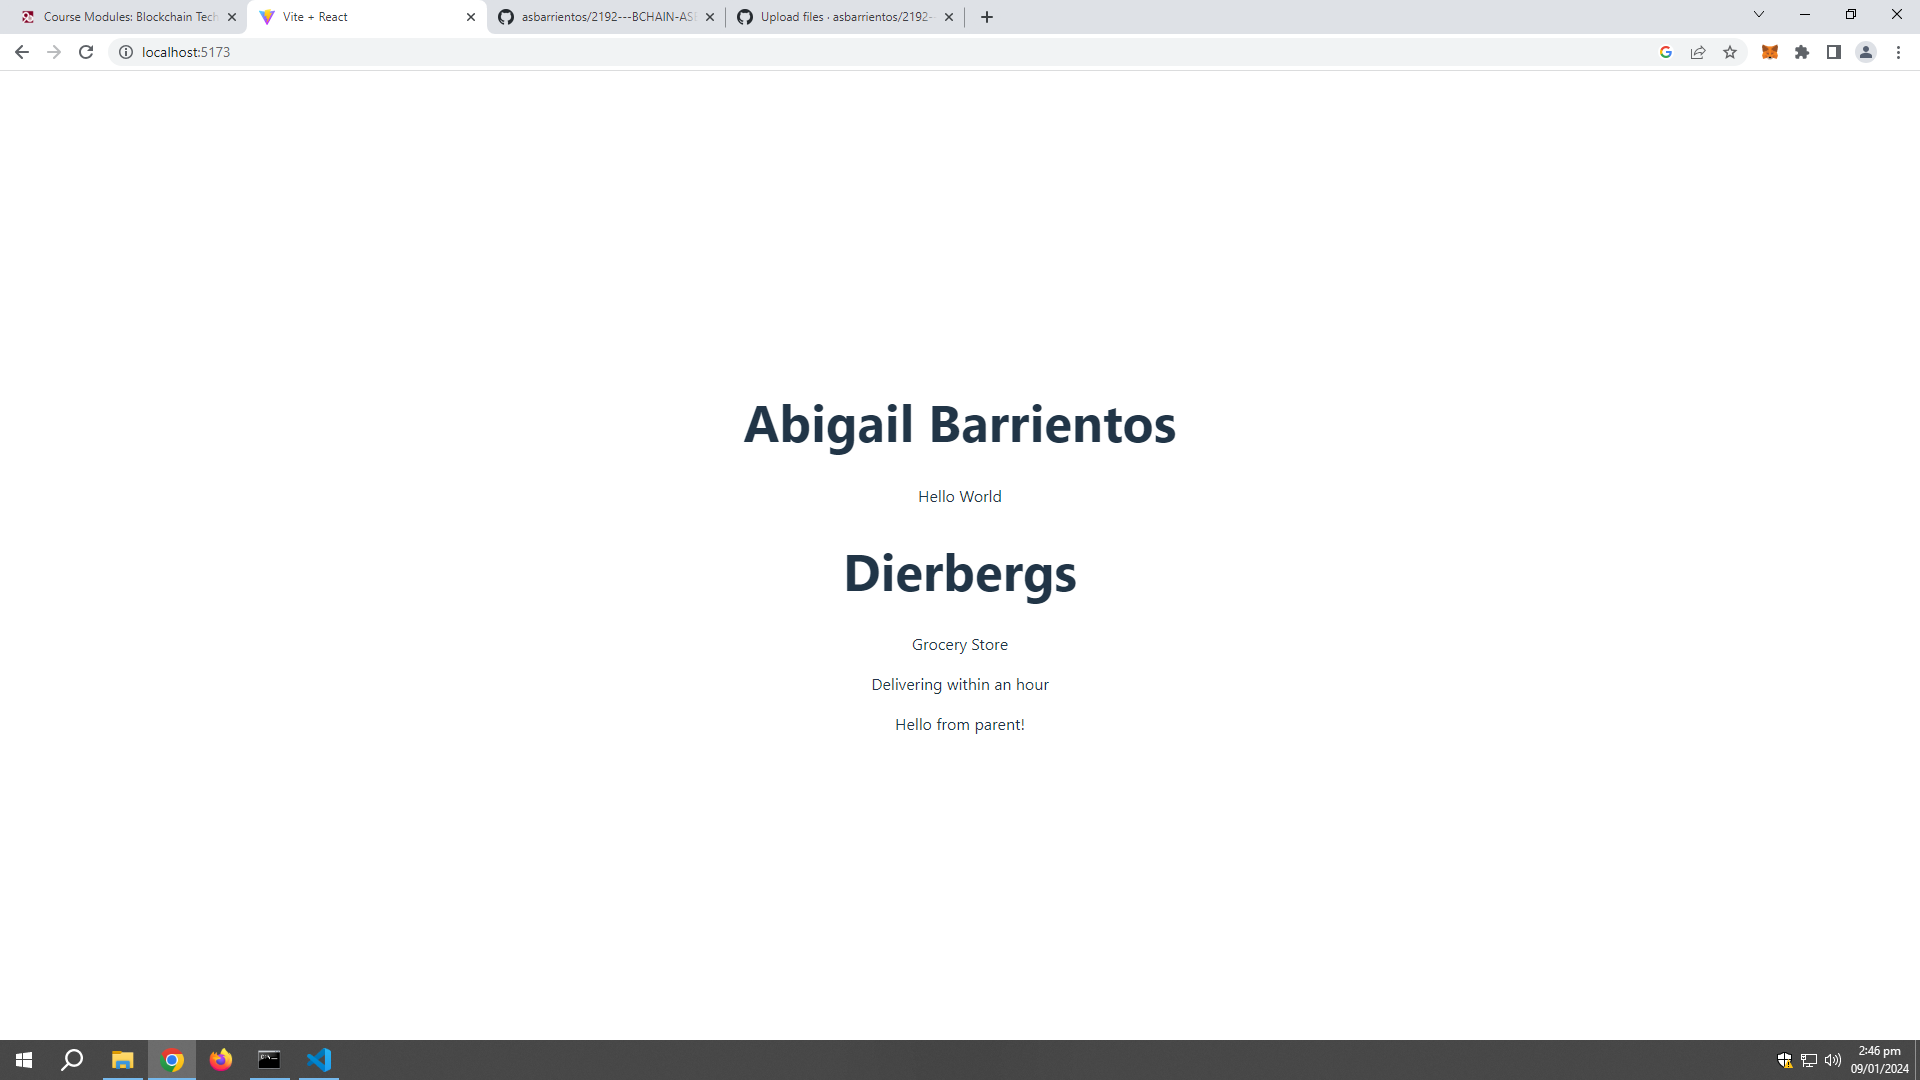 Course Modules: Blockchain Tech
Vite + React
asbarrientos/2192---BCHAIN-ASE
Upload files · asbarrientos/2192-
localhost:5173
Abigail Barrientos
Hello World
Dierbergs
Grocery Store
Delivering within an hour
Hello from parent!
2:46 pm
09/01/2024